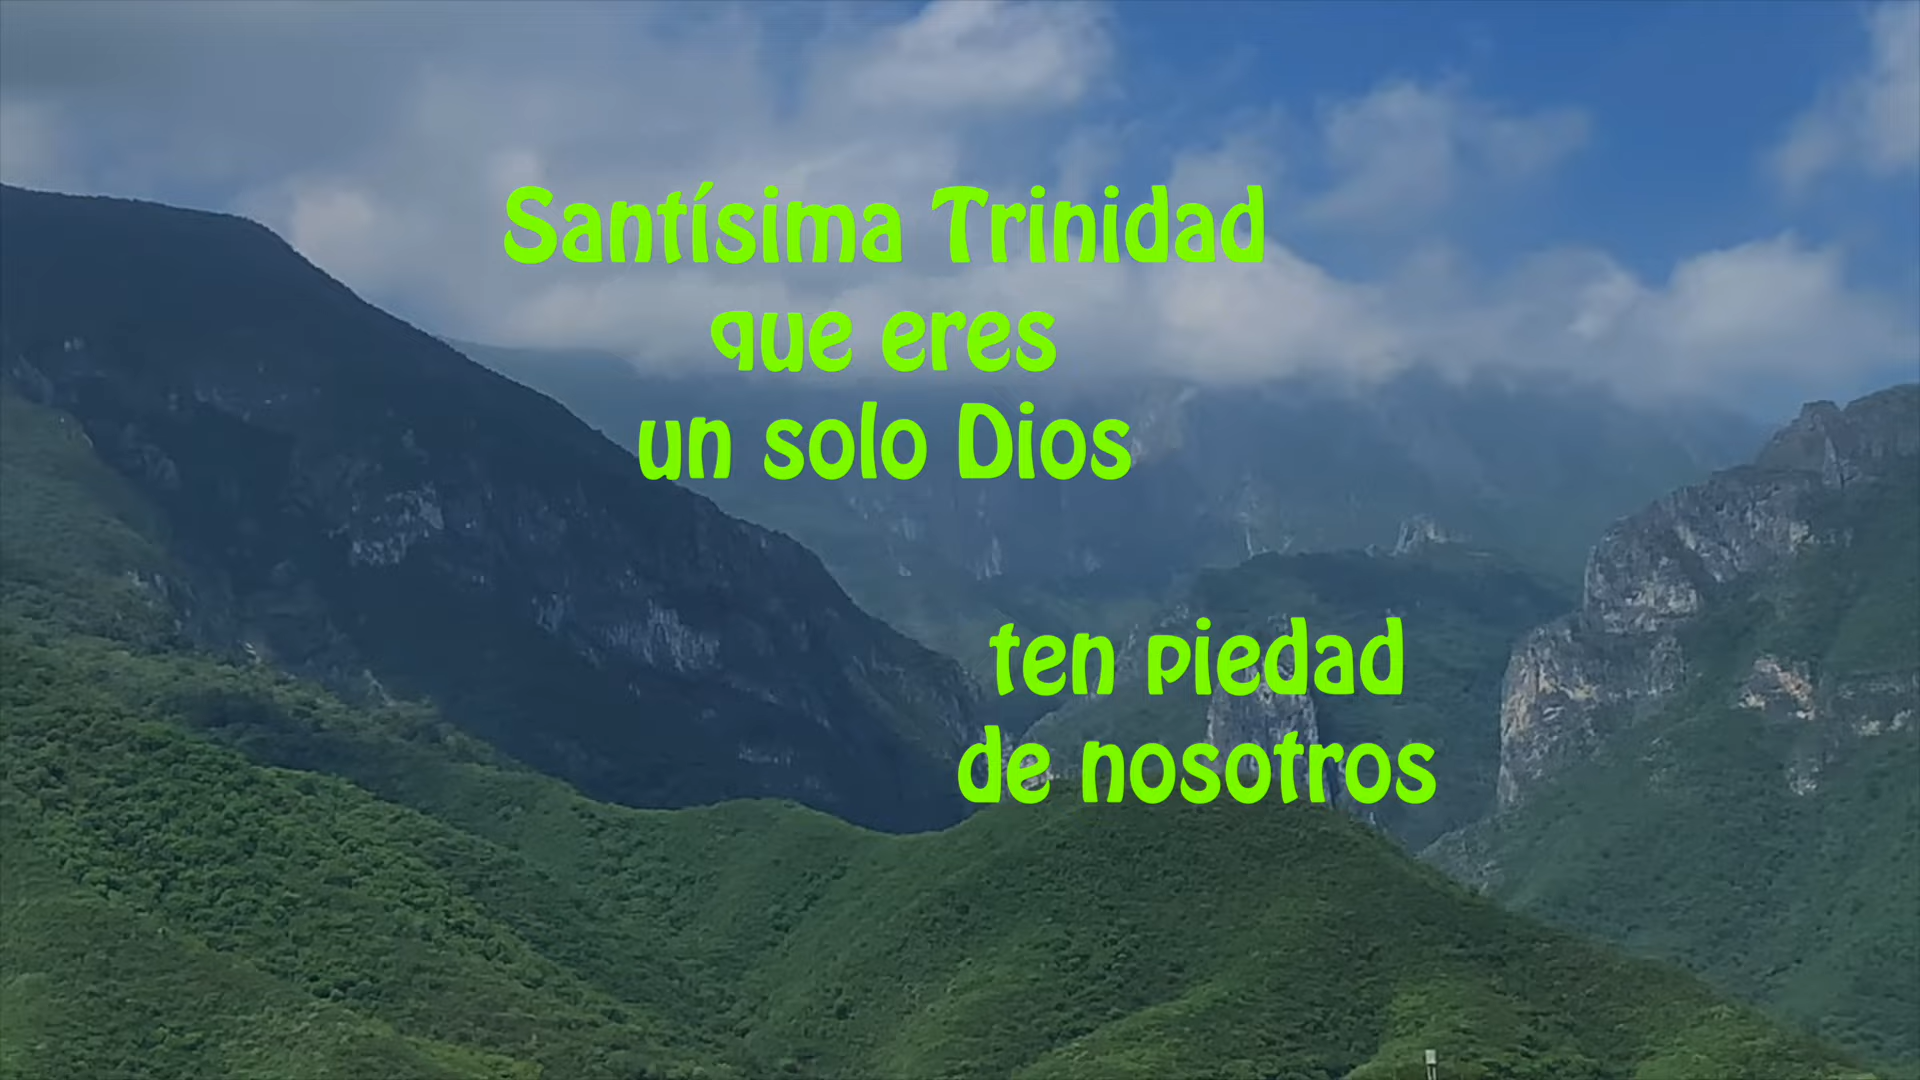 Santísima Trinidad
que eres
un solo Dios
ten piedad
de nosotros